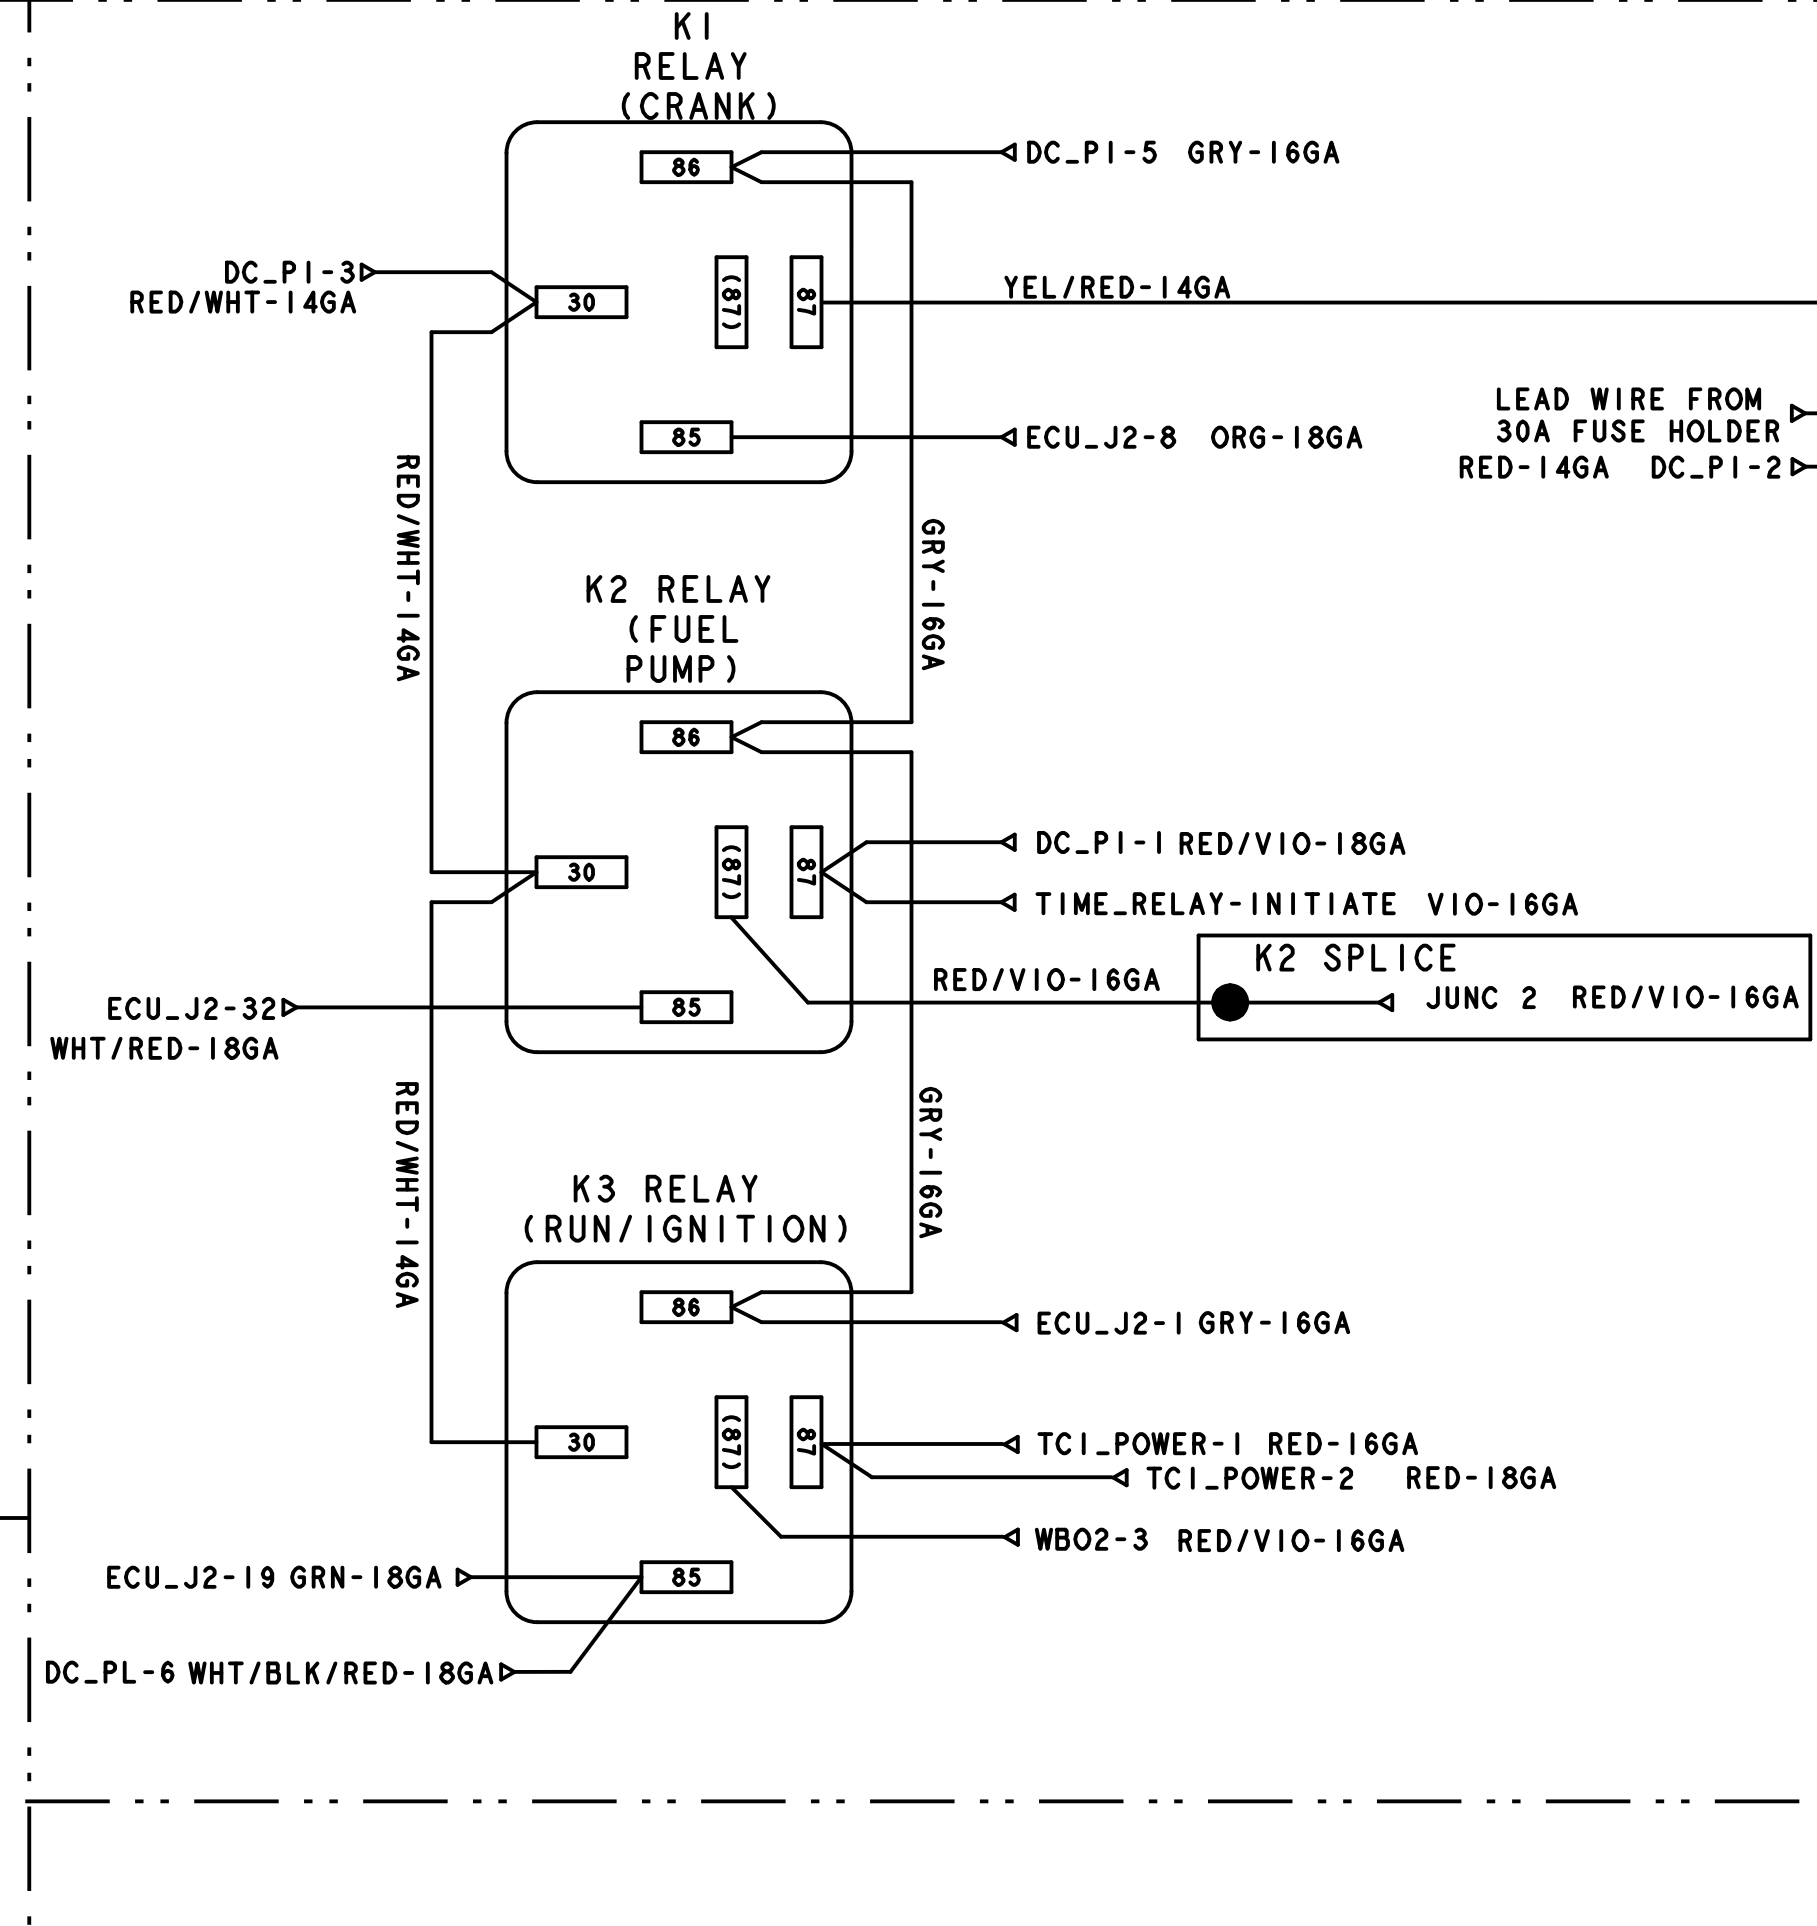 K1
RELAY
(CRANK)
86
DC_P1-5 GRY-16GA
DC_P1-3
RED/WHT-14GA
30
(87)
87
YEL/RED-14GA
LEAD WIRE FROM
30A FUSE HOLDER
85
ECU_J2-8 ORG-18GA
RED-14GA DC_P1-2
RED/WHT-14GA
GRY-16GA
K2 RELAY
(FUEL
PUMP)
86
DC_P1-1 RED/VIO-18GA
30
(87)
87
TIME_RELAY-INITIATE VIO-16GA
K2 SPLICE
RED/VIO-16GA
JUNC 2 RED/VIO-16GA
ECU_J2-32
85
WHT/RED-18GA
RED/WHT-14GA
GRY-16GA
K3 RELAY
(RUN/IGNITION)
86
ECU_J2-1 GRY-16GA
30
(87)
87
TCI_POWER-1 RED-16GA
TCI_POWER-2 RED-18GA
WBO2-3 RED/VIO-16GA
ECU_J2-19 GRN-18GA
85
DC_PL-6 WHT/BLK/RED-18GA